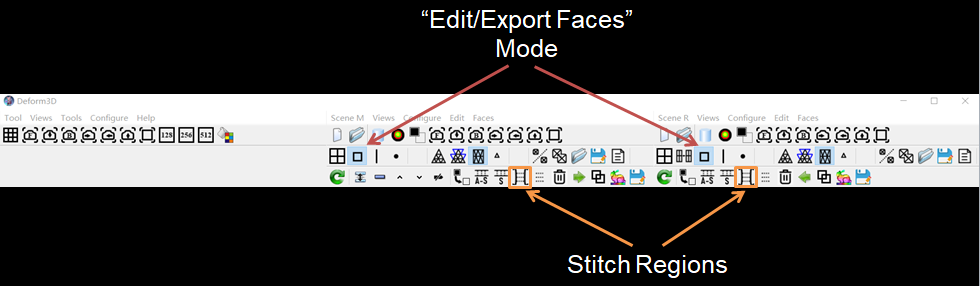 “Edit/Export Faces”
Mode
Deform3D
Tool Views Tools Configure Help
Scene M Views Configure Edit Faces
Scene R Views Configure Edit Faces
128 256 512
A-S S
A-S S
Stitch Regions